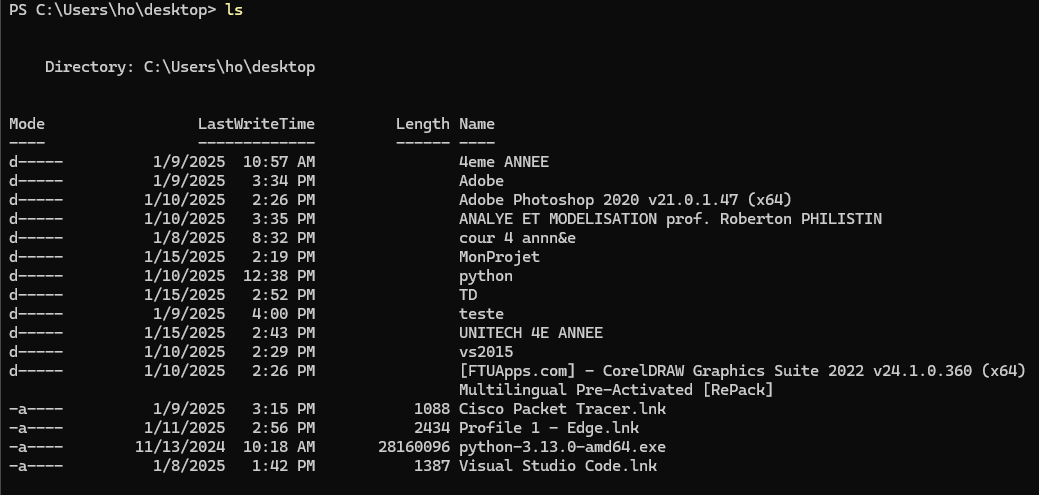 PS C:\Users\ho\desktop> ls
Directory: C:\Users\ho\desktop
Mode                 LastWriteTime         Length Name
----                 -------------         ------ ----
d-----          1/9/2025  10:57 AM                4eme ANNEE
d-----          1/9/2025   3:34 PM                Adobe
d-----         1/10/2025   2:26 PM                Adobe Photoshop 2020 v21.0.1.47 (x64)
d-----         1/10/2025   3:35 PM                ANALYE ET MODELISATION prof. Roberton PHILISTIN
d-----          1/8/2025   8:32 PM                cour 4 annn&e
d-----         1/15/2025   2:19 PM                MonProjet
d-----         1/10/2025  12:38 PM                python
d-----         1/15/2025   2:52 PM                TD
d-----          1/9/2025   4:00 PM                teste
d-----         1/15/2025   2:43 PM                UNITECH 4E ANNEE
d-----         1/10/2025   2:29 PM                vs2015
d-----         1/10/2025   2:26 PM                [FTUApps.com] - CorelDRAW Graphics Suite 2022 v24.1.0.360 (x64)
                                                  Multilingual Pre-Activated [RePack]
-a----          1/9/2025   3:15 PM           1088 Cisco Packet Tracer.lnk
-a----         1/11/2025   2:56 PM           2434 Profile 1 - Edge.lnk
-a----        11/13/2024  10:18 AM       28160096 python-3.13.0-amd64.exe
-a----          1/8/2025   1:42 PM           1387 Visual Studio Code.lnk